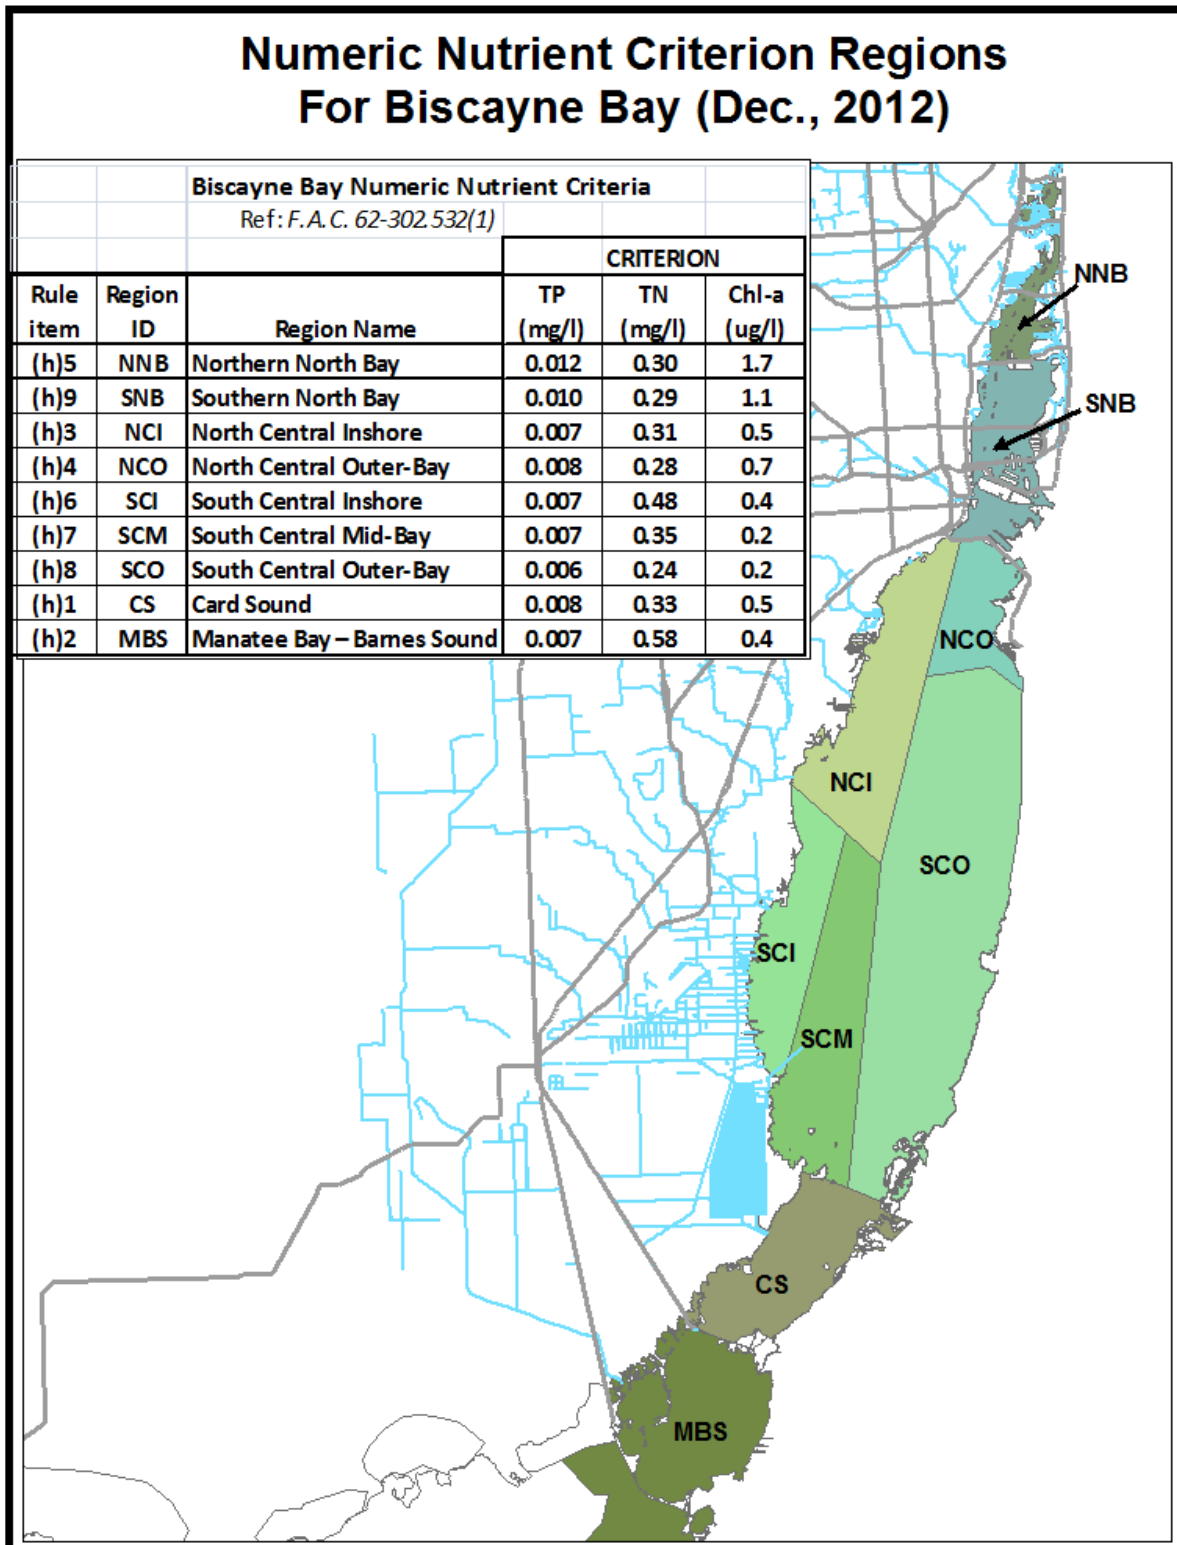 Numeric Nutrient Criterion Regions
For Biscayne Bay (Dec., 2012)
Biscayne Bay Numeric Nutrient Criteria
Ref: F.A.C. 62-302.532(1)
CRITERION
Rule item Region ID Region Name TP (mg/l) TN (mg/l) Chl-a (ug/l)
(h)5 NNB Northern North Bay 0.012 0.30 1.7
(h)9 SNB Southern North Bay 0.010 0.29 1.1
(h)3 NCI North Central Inshore 0.007 0.31 0.5
(h)4 NCO North Central Outer-Bay 0.008 0.28 0.7
(h)6 SCI South Central Inshore 0.007 0.48 0.4
(h)7 SCM South Central Mid-Bay 0.007 0.35 0.2
(h)8 SCO South Central Outer-Bay 0.006 0.24 0.2
(h)1 CS Card Sound 0.008 0.33 0.5
(h)2 MBS Manatee Bay – Barnes Sound 0.007 0.58 0.4
NNB
SNB
NCO
NCI
SCO
SCI
SCM
CS
MBS